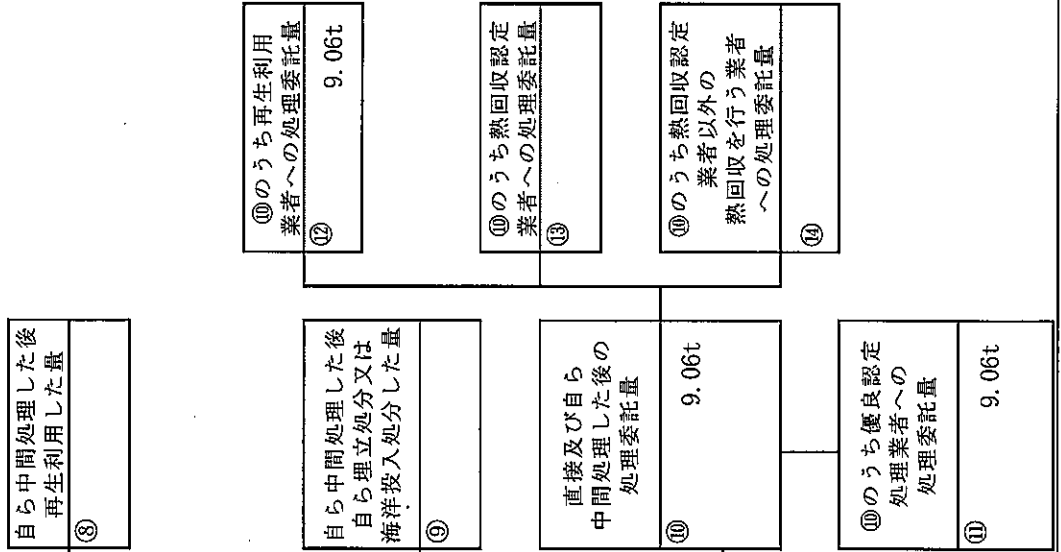 自ら中間処理した後
再生利用した量
⑧
自ら中間処理した後
自ら埋立処分又は
海洋投入処分した量
⑨
直接及び自ら
中間処理した後の
処理委託量
⑩
9.06t
⑩のうち優良認定
処理業者への
処理委託量
⑪
9.06t
⑩のうち再生利用
業者への処理委託量
⑫
9.06t
⑩のうち熱回収認定
業者への処理委託量
⑬
⑩のうち熱回収認定
業者以外の
熱回収を行う業者
への処理委託量
⑭